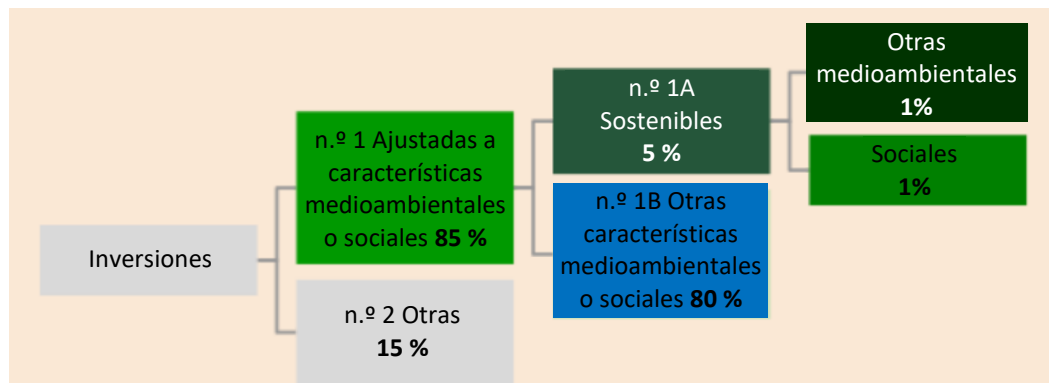 Inversiones
n.º 1 Ajustadas a
características
medioambientales
o sociales 85 %
n.º 2 Otras
15 %
n.º 1A
Sostenibles
5 %
n.º 1B Otras
características
medioambientales
o sociales 80 %
Otras
medioambientales
1%
Sociales
1%